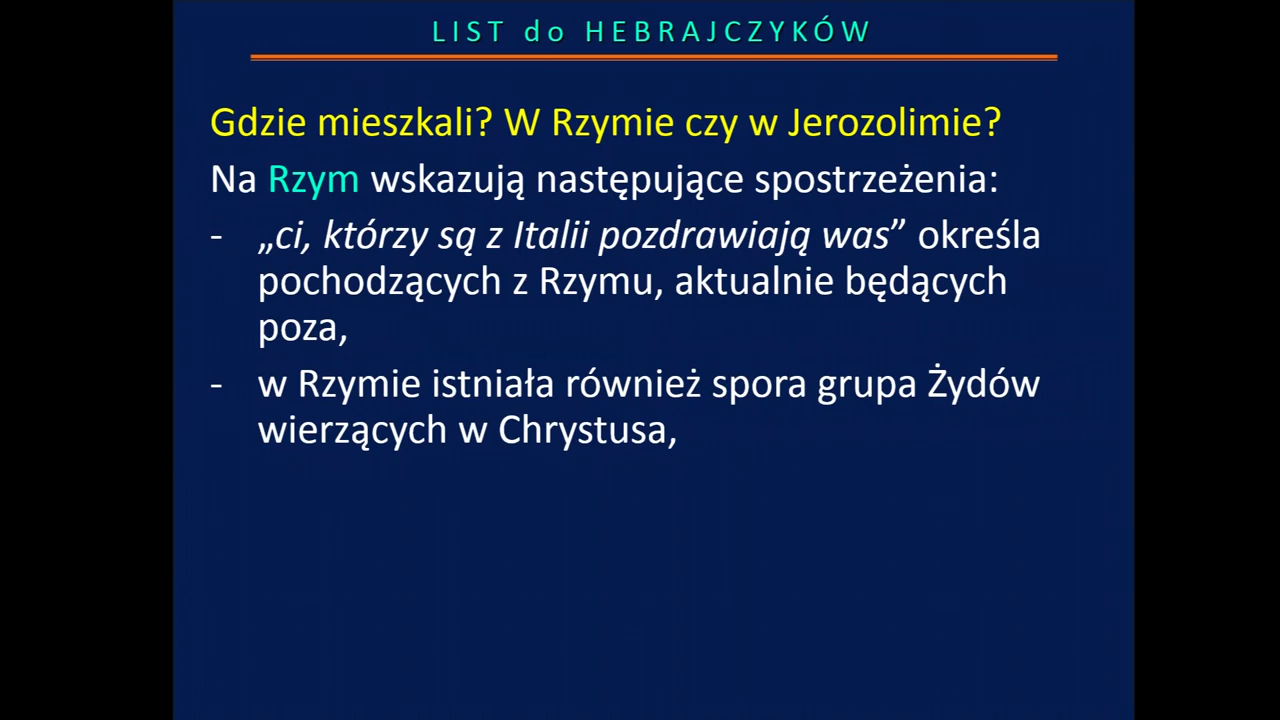 LIST do HEBRAJCZYKÓW
Gdzie mieszkali? W Rzymie czy w Jerozolimie?
Na Rzym wskazują następujące spostrzeżenia:
- „ci, którzy są z Italii pozdrawiają was” określa
pochodzących z Rzymu, aktualnie będących
poza,
- w Rzymie istniała również spora grupa Żydów
wierzących w Chrystusa,